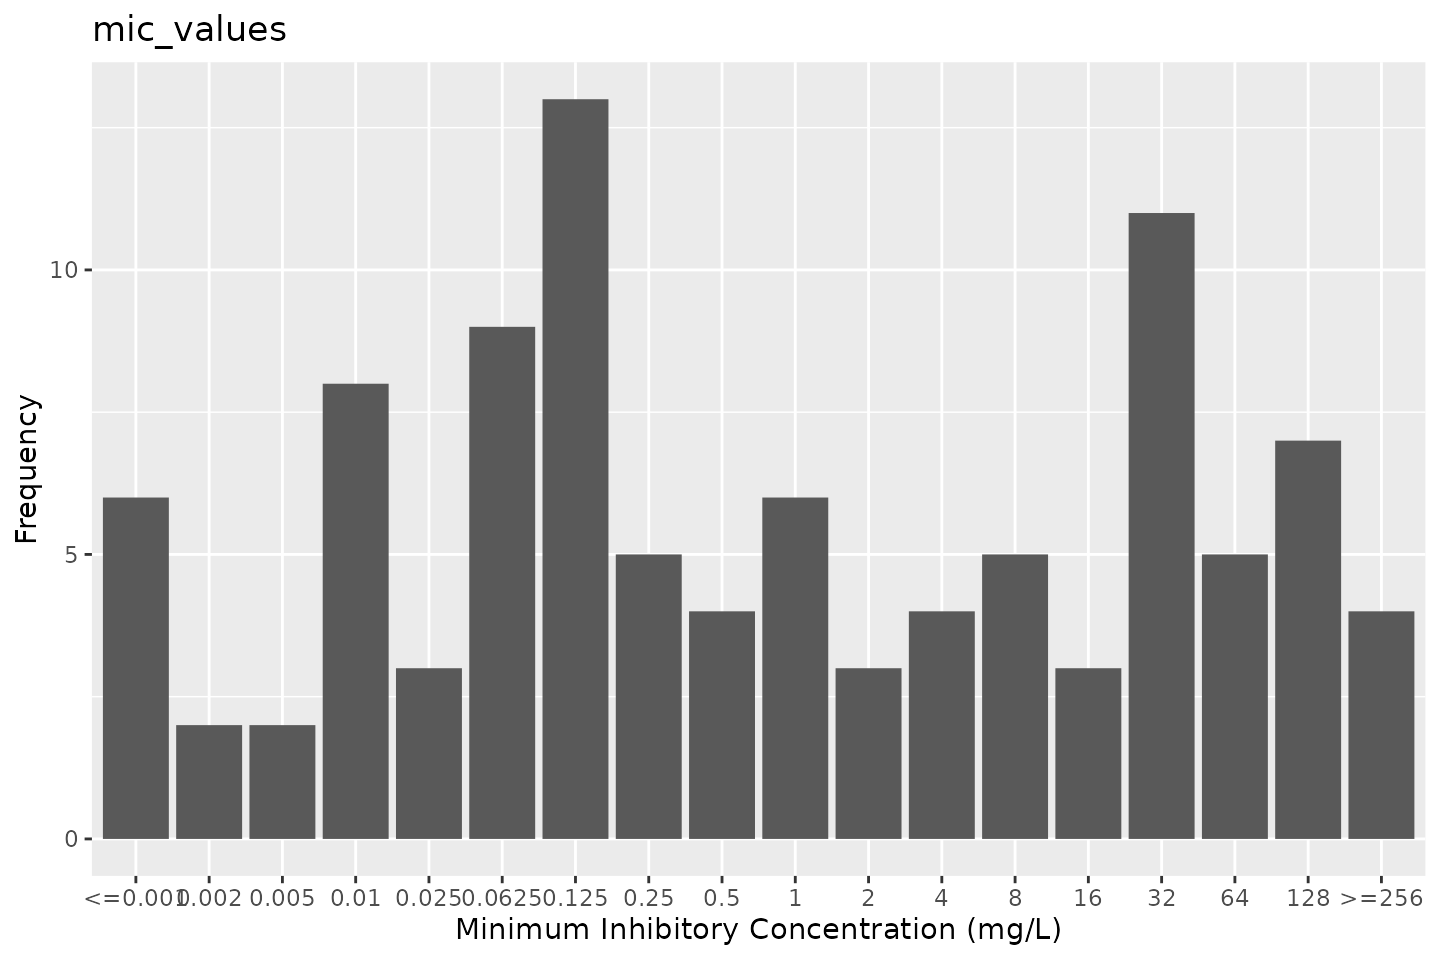 mic_values
Frequency
10
5
0
<=0.001 0.002 0.005 0.01 0.025 0.0625 0.125 0.25 0.5 1 2 4 8 16 32 64 128 >=256
Minimum Inhibitory Concentration (mg/L)